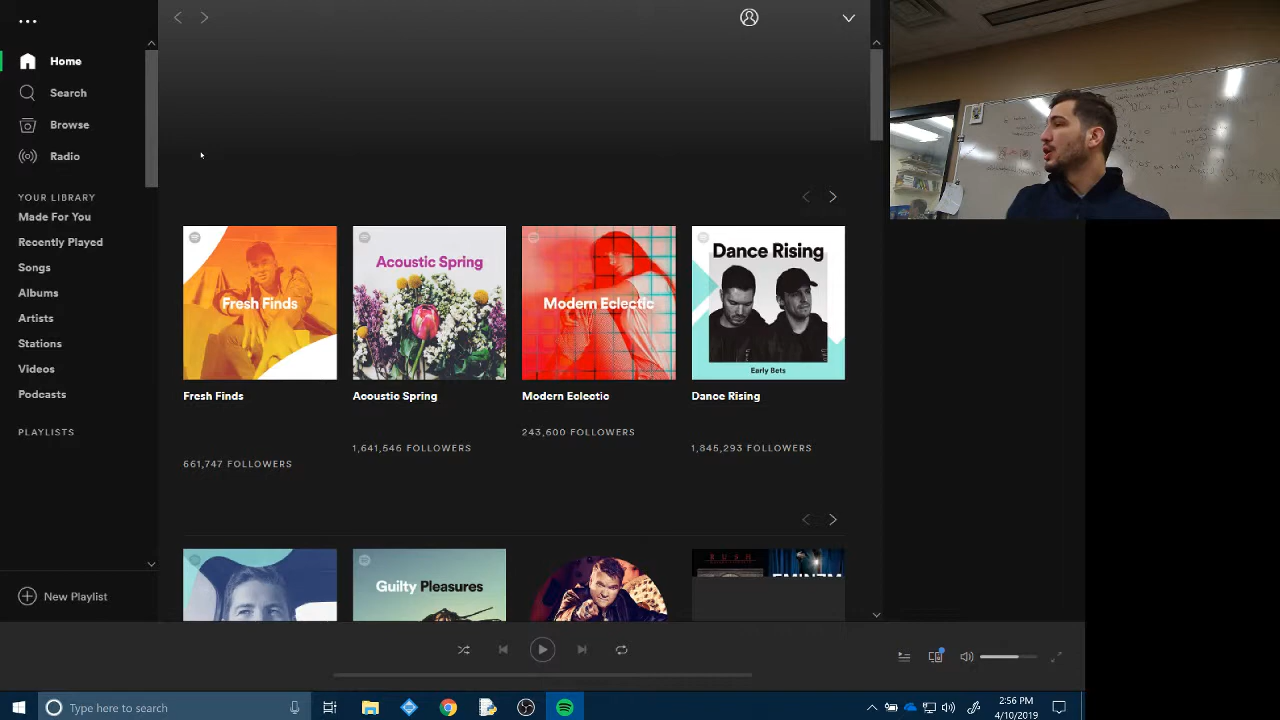 Home
Search
Browse
Radio
YOUR LIBRARY
Made For You
Recently Played
Songs
Albums
Artists
Stations
Videos
Podcasts
PLAYLISTS
New Playlist
Fresh Finds
Acoustic Spring
Modern Eclectic
Dance Rising
Early Bets
Fresh Finds
Acoustic Spring
Modern Eclectic
Dance Rising
661,747 FOLLOWERS
1,641,546 FOLLOWERS
243,600 FOLLOWERS
1,845,293 FOLLOWERS
Guilty Pleasures
BUSH
EMINEM
Type here to search
2:56 PM
4/10/2019